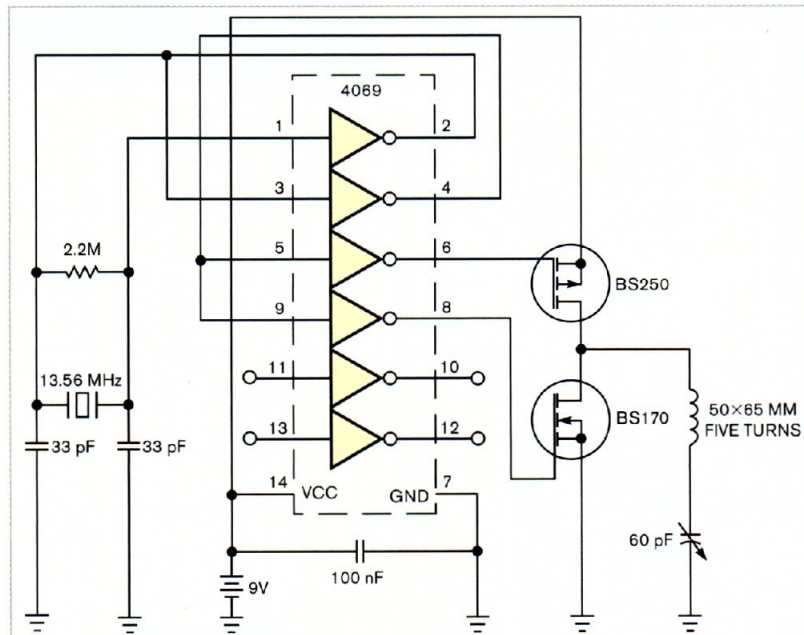 4069
1
2
3
4
5
6
9
8
11
10
13
12
14
VCC
GND
7
2.2M
13.56 MHz
33 pF
33 pF
9V
100 nF
BS250
BS170
50×65 MM
FIVE TURNS
60 pF